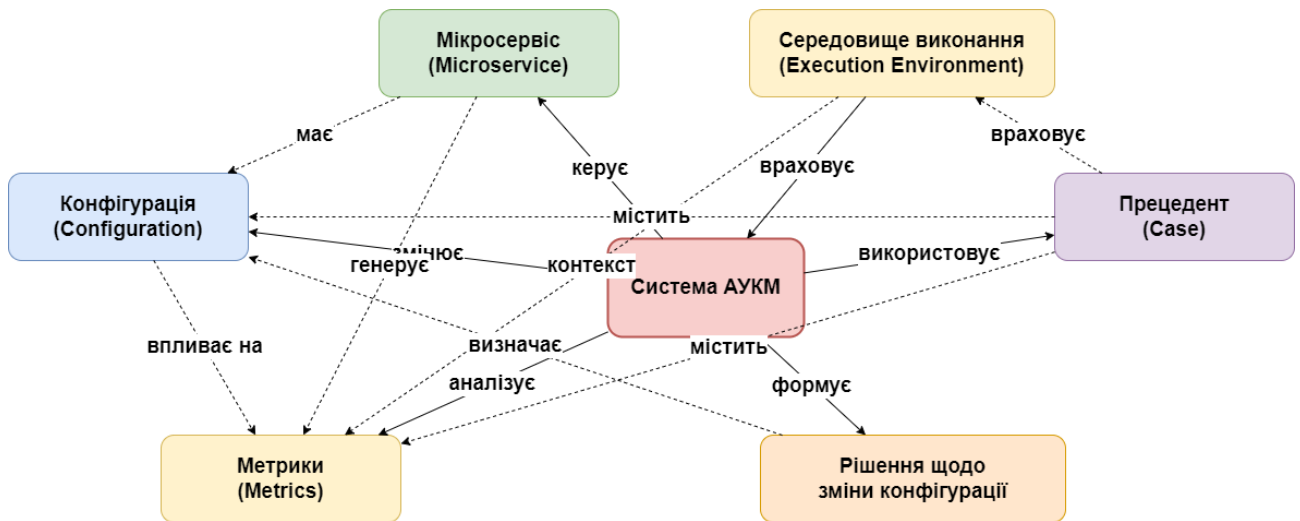 Мікросервіс
(Microservice)
Середовище виконання
(Execution Environment)
має
враховує
керує
враховує
Конфігурація
(Configuration)
містить
Прецедент
(Case)
змінює
генерує
контекст
використовує
Система АУКМ
впливає на
визначає
містить
аналізує
формує
Метрики
(Metrics)
Рішення щодо
зміни конфігурації